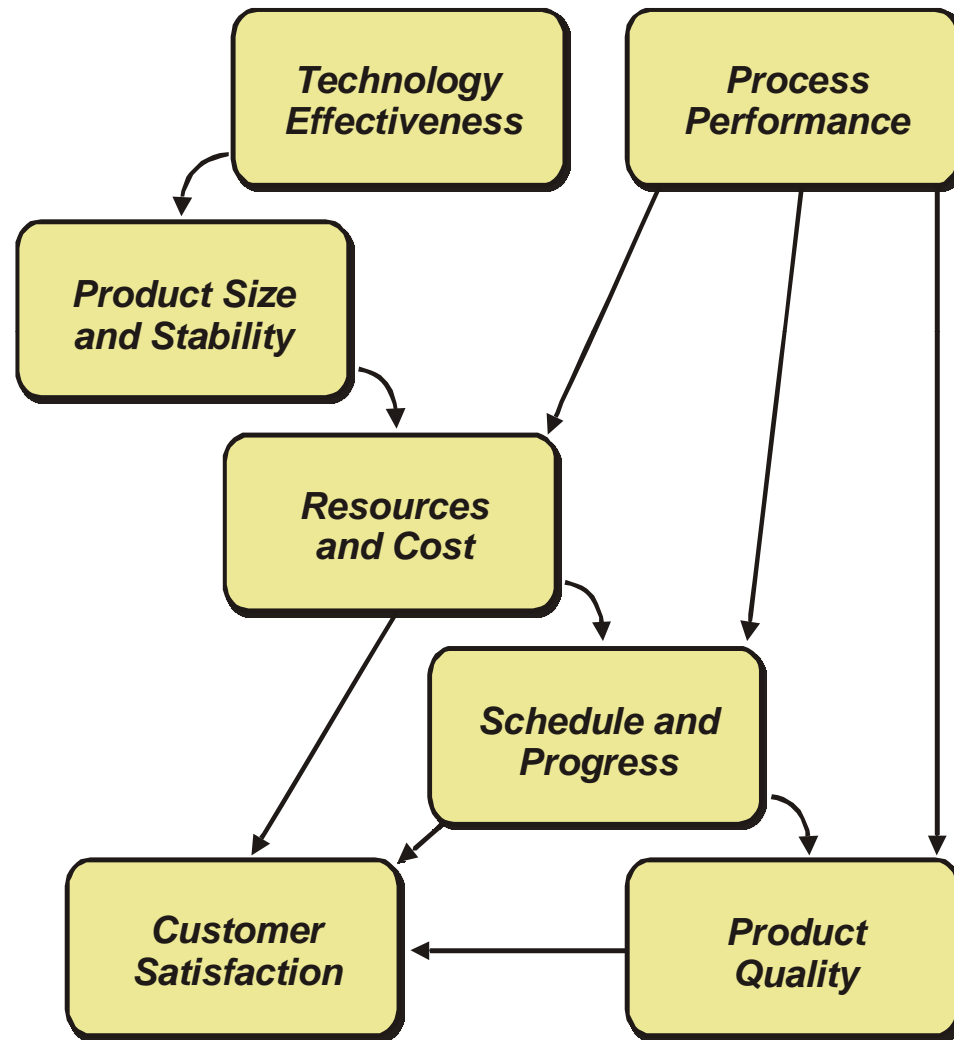 Technology
Effectiveness
Process
Performance
Product Size
and Stability
Resources
and Cost
Schedule and
Progress
Customer
Satisfaction
Product
Quality